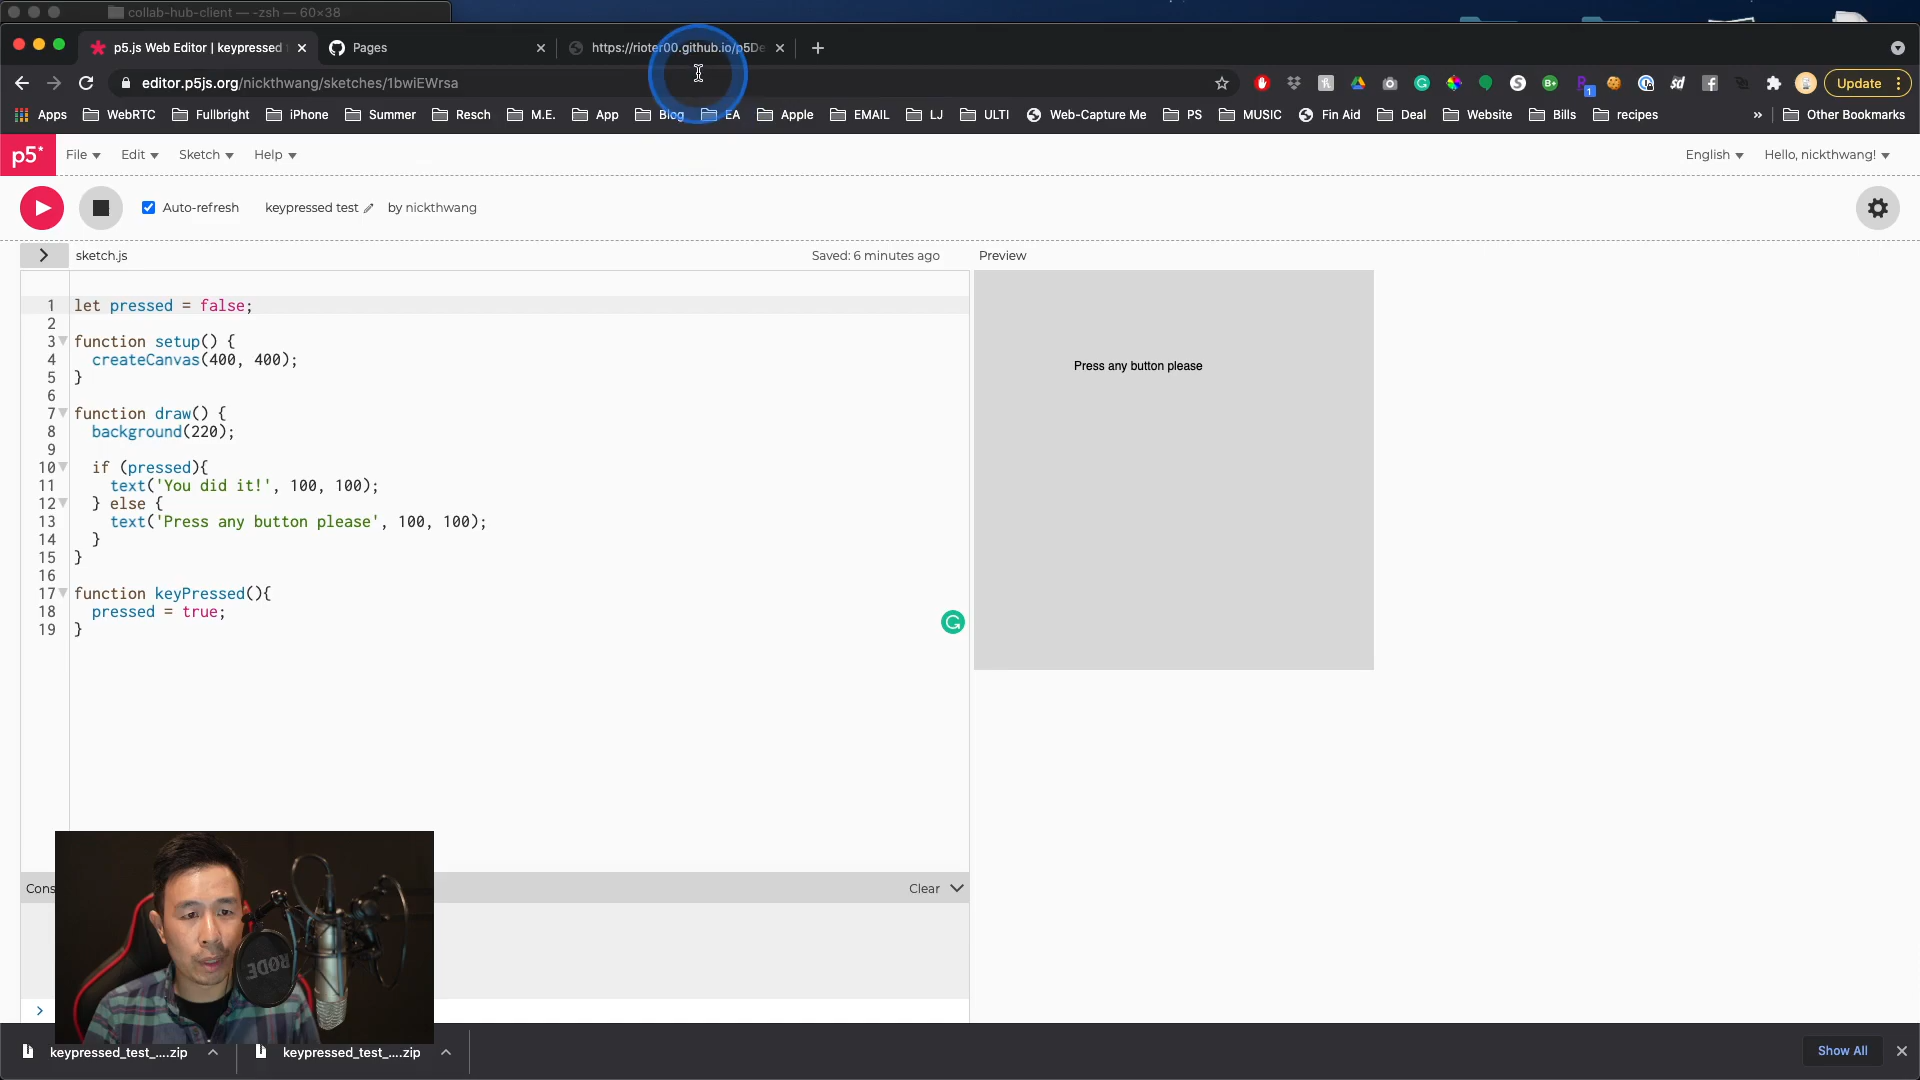 collab-hub-client — -zsh — 60×38
p5.js Web Editor | keypressed
Pages
https://rioter00.github.io/p5De
editor.p5js.org/nickthwang/sketches/1bwiEWrsa
Update
Apps
WebRTC
Fullbright
iPhone
Summer
Resch
M.E.
App
Blog
EA
Apple
EMAIL
LJ
ULTI
Web-Capture Me
PS
MUSIC
Fin Aid
Deal
Website
Bills
recipes
»
Other Bookmarks
p5*
File
Edit
Sketch
Help
English
Hello, nickthwang!
Auto-refresh
keypressed test
by nickthwang
sketch.js
Saved: 6 minutes ago
Preview
1 let pressed = false;
2
3 function setup() {
4 createCanvas(400, 400);
5 }
6
7 function draw() {
8 background(220);
9
10 if (pressed){
11 text('You did it!', 100, 100);
12 } else {
13 text('Press any button please', 100, 100);
14 }
15 }
16
17 function keyPressed(){
18 pressed = true;
19 }
Press any button please
Cons
Clear
RØDE
>
keypressed_test_....zip
keypressed_test_....zip
Show All